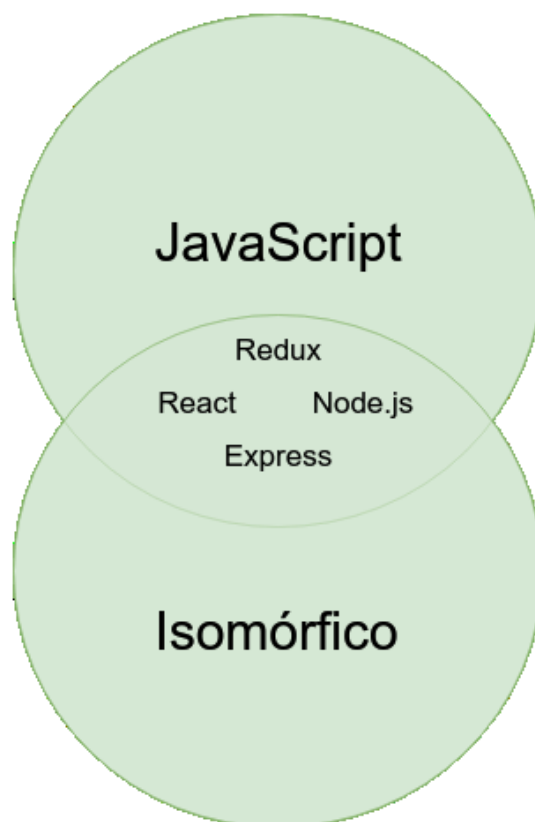 JavaScript
Redux
React Node.js
Express
Isomórfico